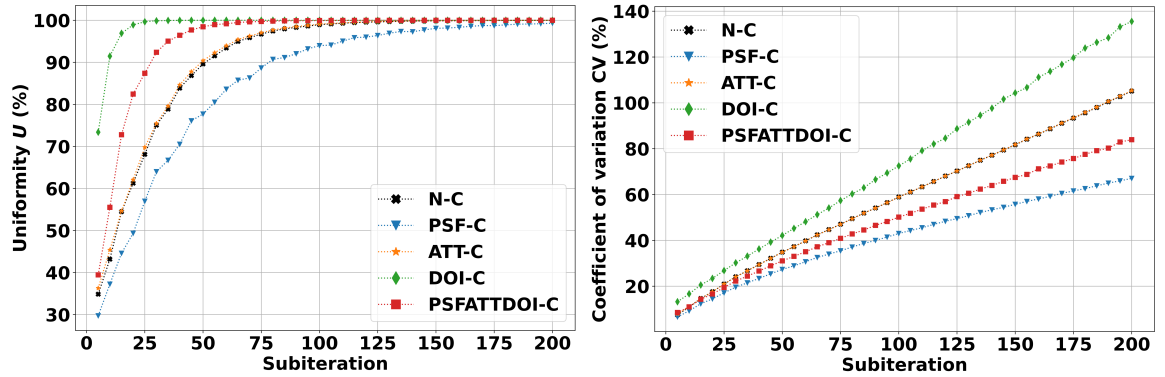 100
90
80
70
60
50
40
30
Uniformity U (%)
0 25 50 75 100 125 150 175 200
Subiteration
N-C
PSF-C
ATT-C
DOI-C
PSFATTDOI-C
140
120
100
80
60
40
20
Coefficient of variation CV (%)
0 25 50 75 100 125 150 175 200
Subiteration
N-C
PSF-C
ATT-C
DOI-C
PSFATTDOI-C